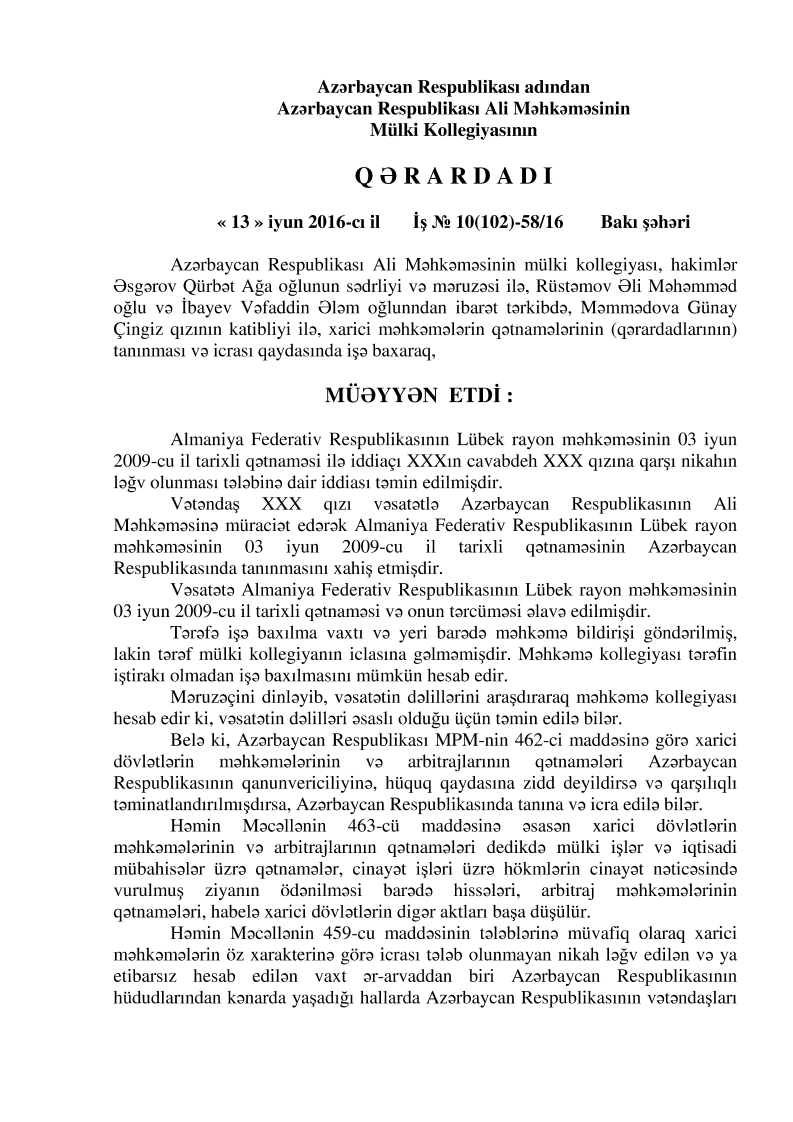 Azərbaycan Respublikası adından
Azərbaycan Respublikası Ali Məhkəməsinin
Mülki Kollegiyasının
Q Ə R A R D A D I
« 13 » iyun 2016-cı il İş № 10(102)-58/16 Bakı şəhəri
Azərbaycan Respublikası Ali Məhkəməsinin mülki kollegiyası, hakimlər
Əsgərov Qürbət Ağa oğlunun sədrliyi və məruzəsi ilə, Rüstəmov Əli Məhəmməd
oğlu və İbayev Vəfaddin Ələm oğlunndan ibarət tərkibdə, Məmmədova Günay
Çingiz qızının katibliyi ilə, xarici məhkəmələrin qətnamələrinin (qərardadlarının)
tanınması və icrası qaydasında işə baxaraq,
MÜƏYYƏN ETDİ :
Almaniya Federativ Respublikasının Lübek rayon məhkəməsinin 03 iyun
2009-cu il tarixli qətnaməsi ilə iddiaçı XXXın cavabdeh XXX qızına qarşı nikahın
ləğv olunması tələbinə dair iddiası təmin edilmişdir.
Vətəndaş XXX qızı vəsatətlə Azərbaycan Respublikasının Ali
Məhkəməsinə müraciət edərək Almaniya Federativ Respublikasının Lübek rayon
məhkəməsinin 03 iyun 2009-cu il tarixli qətnaməsinin Azərbaycan
Respublikasında tanınmasını xahiş etmişdir.
Vəsatətə Almaniya Federativ Respublikasının Lübek rayon məhkəməsinin
03 iyun 2009-cu il tarixli qətnaməsi və onun tərcüməsi əlavə edilmişdir.
Tərəfə işə baxılma vaxtı və yeri barədə məhkəmə bildirişi göndərilmiş,
lakin tərəf mülki kollegiyanın iclasına gəlməmişdir. Məhkəmə kollegiyası tərəfin
iştirakı olmadan işə baxılmasını mümkün hesab edir.
Məruzəçini dinləyib, vəsatətin dəlillərini araşdıraraq məhkəmə kollegiyası
hesab edir ki, vəsatətin dəlilləri əsaslı olduğu üçün təmin edilə bilər.
Belə ki, Azərbaycan Respublikası MPM-nin 462-ci maddəsinə görə xarici
dövlətlərin məhkəmələrinin və arbitrajlarının qətnamələri Azərbaycan
Respublikasının qanunvericiliyinə, hüquq qaydasına zidd deyildirsə və qarşılıqlı
təminatlandırılmışdırsa, Azərbaycan Respublikasında tanına və icra edilə bilər.
Həmin Məcəllənin 463-cü maddəsinə əsasən xarici dövlətlərin
məhkəmələrinin və arbitrajlarının qətnamələri dedikdə mülki işlər və iqtisadi
mübahisələr üzrə qətnamələr, cinayət işləri üzrə hökmlərin cinayət nəticəsində
vurulmuş ziyanın ödənilməsi barədə hissələri, arbitraj məhkəmələrinin
qətnamələri, habelə xarici dövlətlərin digər aktları başa düşülür.
Həmin Məcəllənin 459-cu maddəsinin tələblərinə müvafiq olaraq xarici
məhkəmələrin öz xarakterinə görə icrası tələb olunmayan nikah ləğv edilən və ya
etibarsız hesab edilən vaxt ər-arvaddan biri Azərbaycan Respublikasının
hüdudlarından kənarda yaşadığı hallarda Azərbaycan Respublikasının vətəndaşları